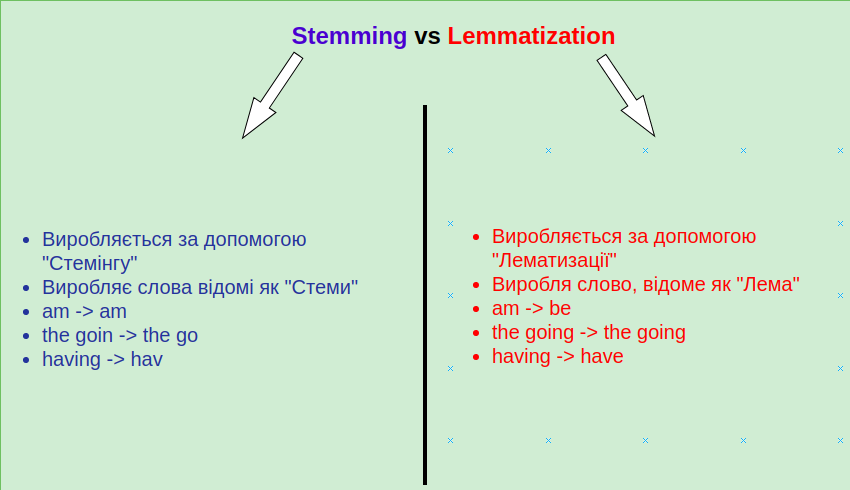 Stemming vs Lemmatization
Виробляється за допомогою
"Стемінгу"
Виробляє слова відомі як "Стеми"
am -> am
the goin -> the go
having -> hav
Виробляється за допомогою
"Лематизації"
Виробля слово, відоме як "Лема"
am -> be
the going -> the going
having -> have